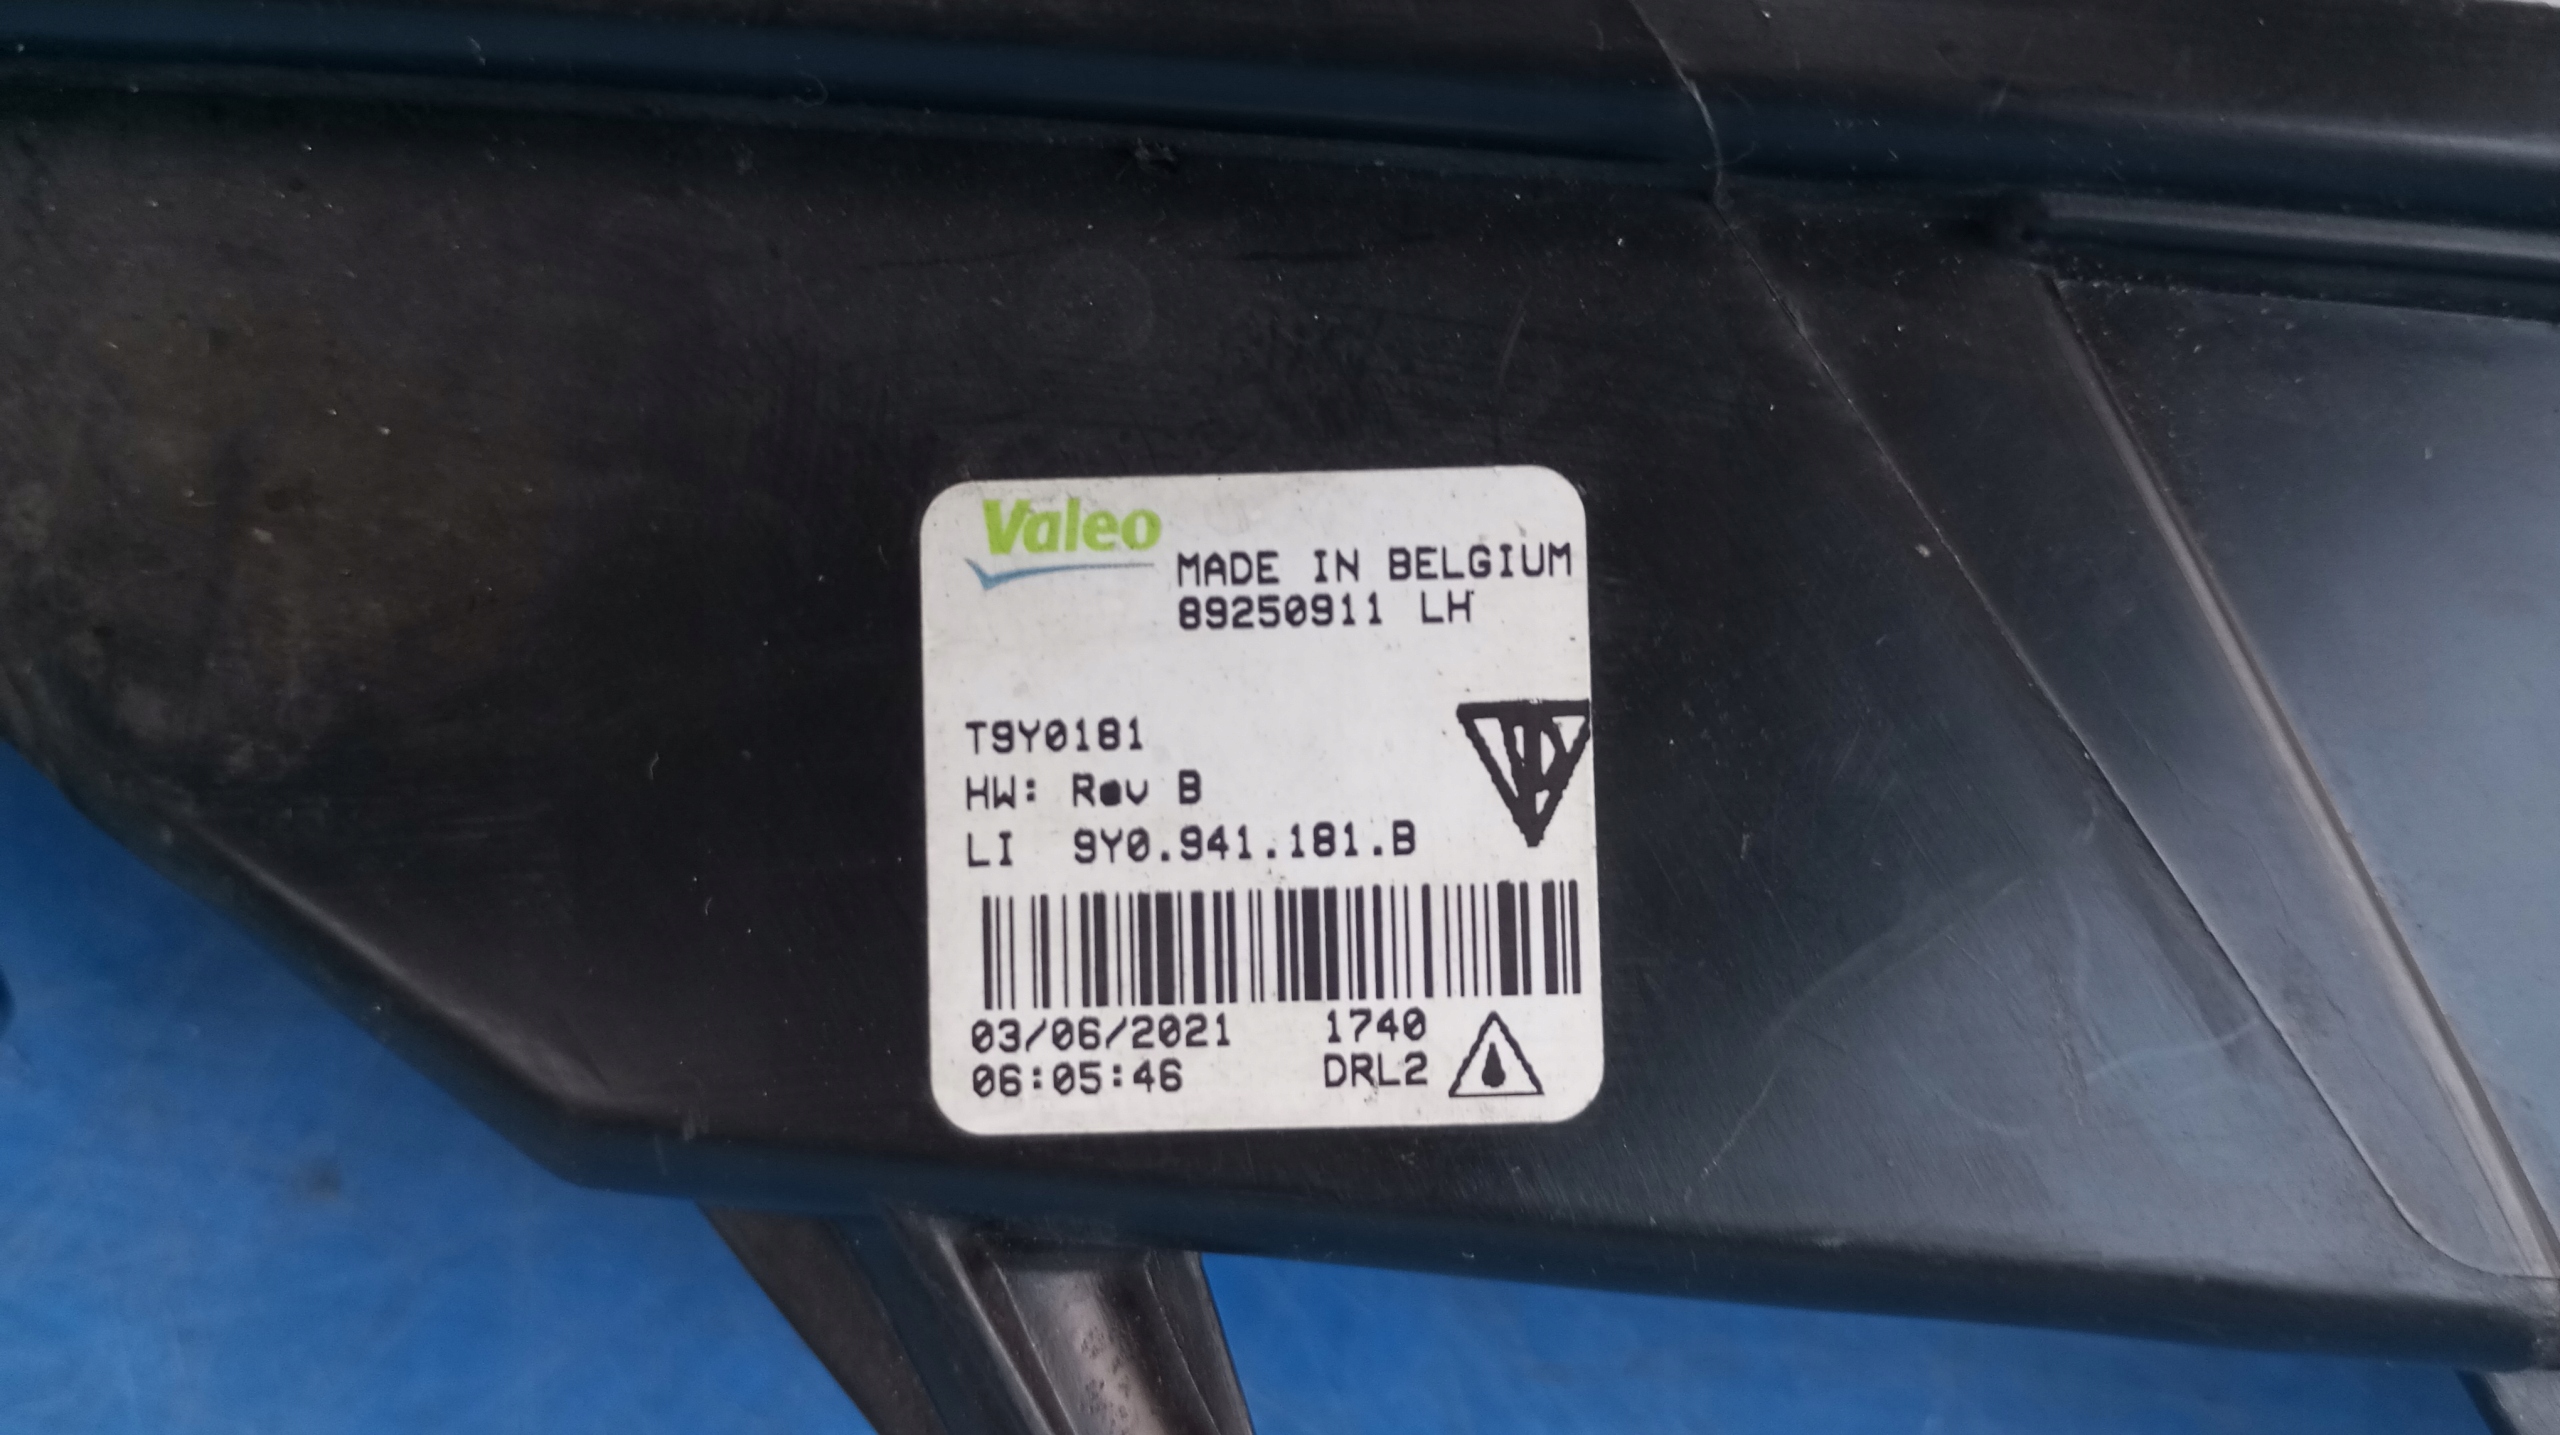 Valeo
MADE IN BELGIUM
89250911 LH
T9Y0181
HW: Rev B
LI 9Y0.941.181.B
03/06/2021 1740
06:05:46 DRL2